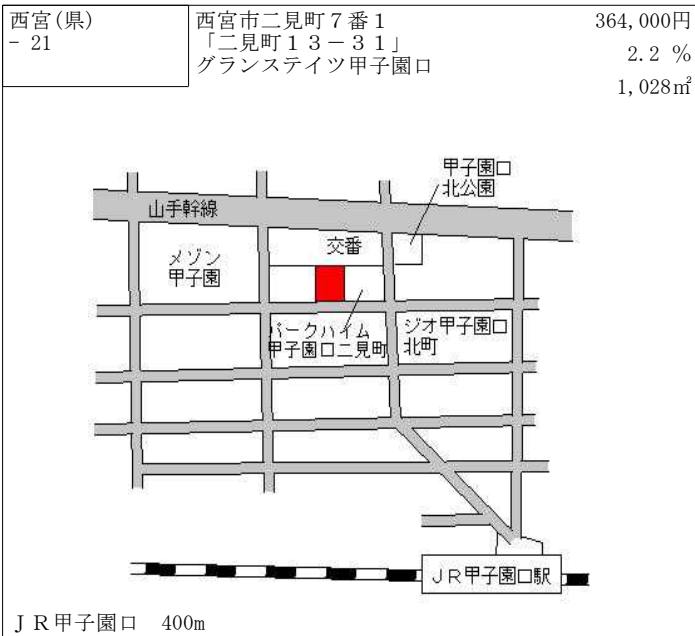 西宮(県)
- 21
西宮市二見町７番１
「二見町１３－３１」
グランステイツ甲子園口
364,000円
2.2 %
1,028㎡
甲子園口
北公園
山手幹線
交番
メゾン
甲子園
パークハイム
甲子園口二見町
ジオ甲子園口
北町
ＪＲ甲子園口駅
ＪＲ甲子園口　400m